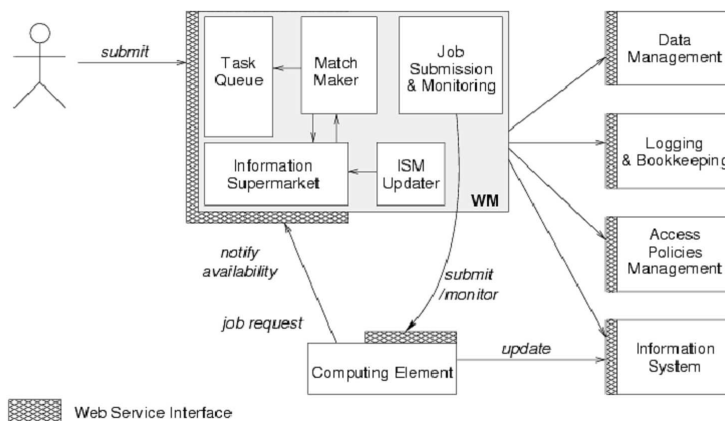 submit
Task
Queue
Match
Maker
Job
Submission
& Monitoring
Information
Supermarket
ISM
Updater
WM
Data
Management
Logging
& Bookkeeping
Access
Policies
Management
Information
System
notify
availability
job request
submit
/monitor
Computing Element
update
Web Service Interface